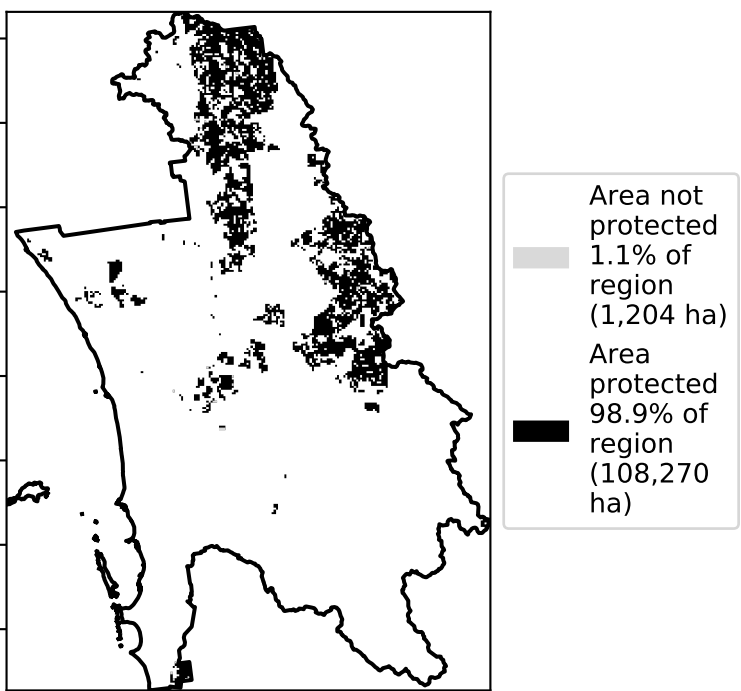 Area not
protected
1.1% of
region
(1,204 ha)
Area
protected
98.9% of
region
(108,270
ha)